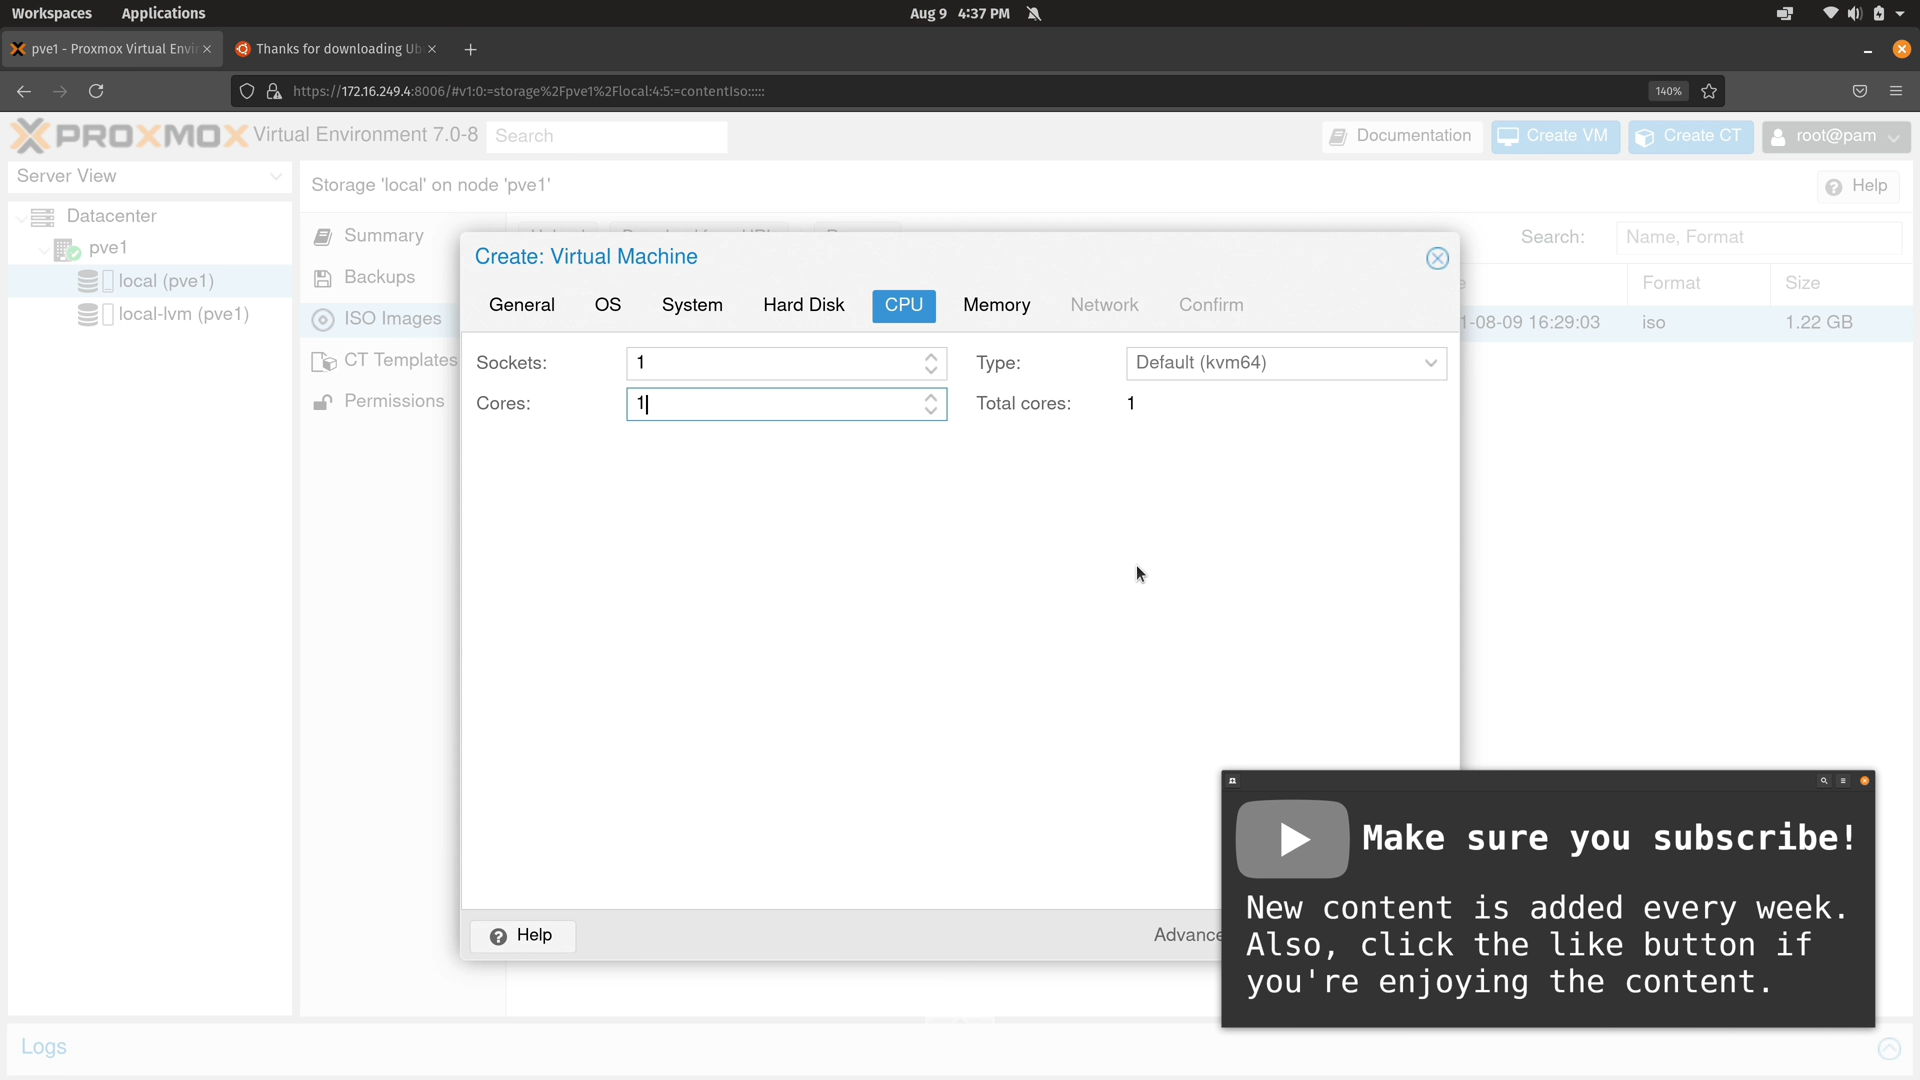 Workspaces Applications Aug 9 4:37 PM
pve1 - Proxmox Virtual Envir Thanks for downloading Ub
https://172.16.249.4:8006/#v1:0:=storage%2Fpve1%2Flocal:4:5:=contentIso::::: 140%
PROXMOX Virtual Environment 7.0-8 Search Documentation Create VM Create CT root@pam
Server View
Storage 'local' on node 'pve1' Help
Datacenter
pve1
local (pve1)
local-lvm (pve1)
Summary
Backups
ISO Images
CT Templates
Permissions
Search: Name, Format
Format Size
1-08-09 16:29:03 iso 1.22 GB
Create: Virtual Machine
General OS System Hard Disk CPU Memory Network Confirm
Sockets: 1 Type: Default (kvm64)
Cores: 1 Total cores: 1
Help Advance
Make sure you subscribe!
New content is added every week.
Also, click the like button if
you're enjoying the content.
Logs